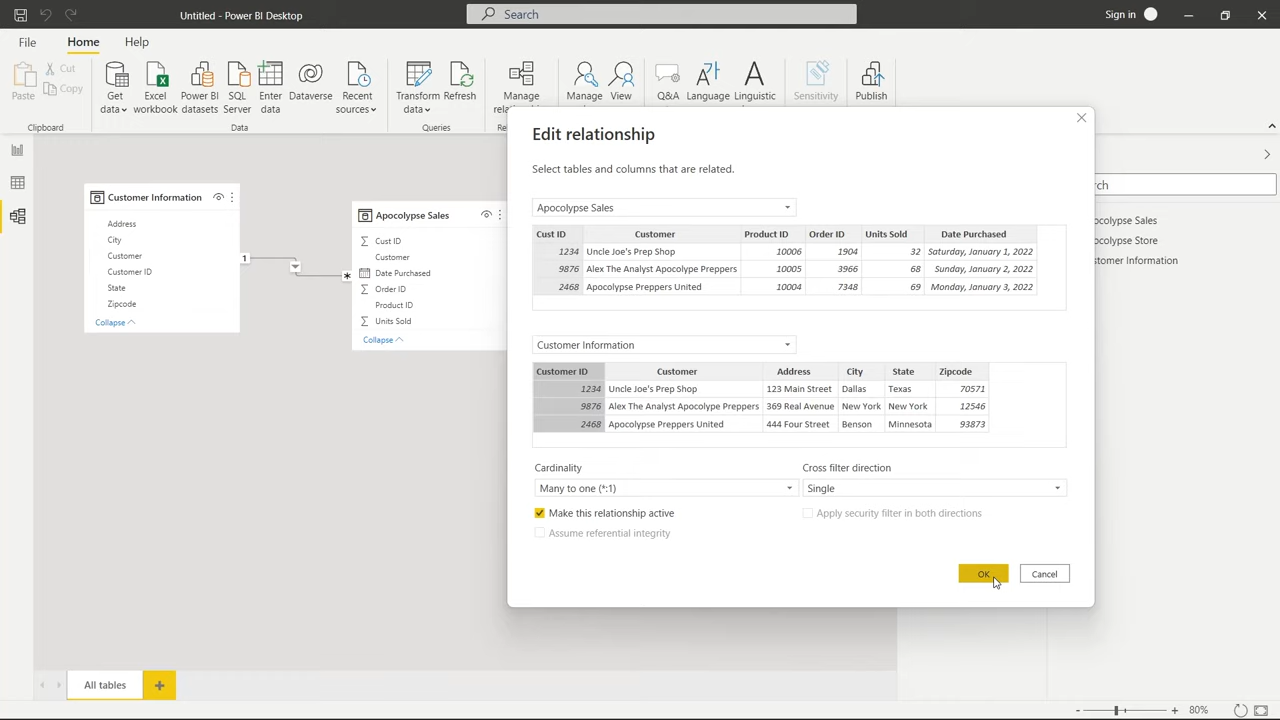 Untitled - Power BI Desktop
Search
Sign in
File Home Help
Paste
Cut
Copy
Clipboard
Get data
Excel workbook
Power BI datasets
SQL Server
Enter data
Dataverse
Recent sources
Data
Transform data
Refresh
Queries
Manage
Manage
View
Q&A
Language
Linguistic
Sensitivity
Publish
Customer Information
Address
City
Customer
Customer ID
State
Zipcode
Collapse
1
*
Apocolypse Sales
Cust ID
Customer
Date Purchased
Order ID
Product ID
Units Sold
Collapse
Edit relationship
Select tables and columns that are related.
Apocolypse Sales
Cust ID Customer Product ID Order ID Units Sold Date Purchased
1234 Uncle Joe's Prep Shop 10006 1904 32 Saturday, January 1, 2022
9876 Alex The Analyst Apocolype Preppers 10005 3966 68 Sunday, January 2, 2022
2468 Apocolypse Preppers United 10004 7348 69 Monday, January 3, 2022
Customer Information
Customer ID Customer Address City State Zipcode
1234 Uncle Joe's Prep Shop 123 Main Street Dallas Texas 70571
9876 Alex The Analyst Apocolype Preppers 369 Real Avenue New York New York 12546
2468 Apocolypse Preppers United 444 Four Street Benson Minnesota 93873
Cardinality
Many to one (*:1)
Cross filter direction
Single
Make this relationship active
Apply security filter in both directions
Assume referential integrity
OK
Cancel
Sales
Store
Information
All tables
80%